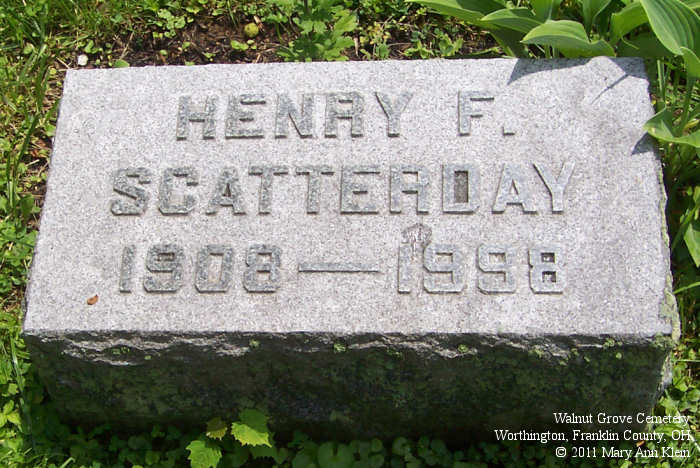 HENRY F.
SCATTERDAY
1908 — 1998
Walnut Grove Cemetery
Worthington, Franklin County, OH
© 2011 Mary Ann Klein